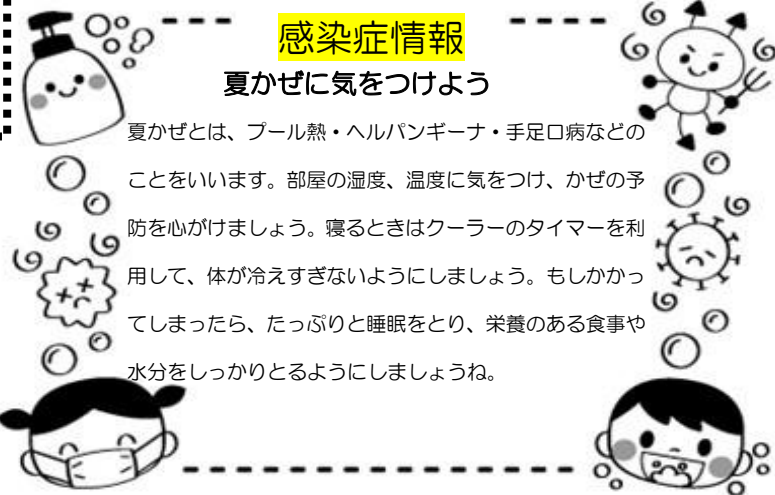 感染症情報
夏かぜに気をつけよう
夏かぜとは、プール熱・ヘルパンギーナ・手足口病などの
ことをいいます。部屋の湿度、温度に気をつけ、かぜの予
防を心がけましょう。寝るときはクーラーのタイマーを利
用して、体が冷えすぎないようにしましょう。もしかかっ
てしまったら、たっぷりと睡眠をとり、栄養のある食事や
水分をしっかりとるようにしましょうね。